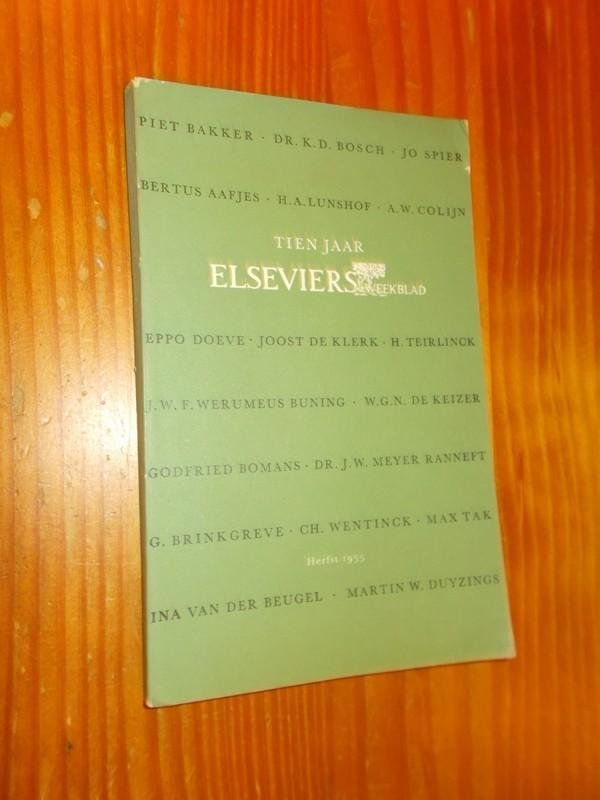 PIET BAKKER · DR. K. D. BOSCH · JO SPIER
BERTUS AAFJES · H. A. LUNSHOF · A. W. COLIJN
TIEN JAAR
ELSEVIERS WEEKBLAD
EPPO DOEVE · JOOST DE KLERK · H. TEIRLINCK
J. W. F. WERUMEUS BUNING · W. G. N. DE KEIZER
GODFRIED BOMANS · DR. J. W. MEYER RANNEFT
G. BRINKGREVE · CH. WENTINCK · MAX TAK
Herfst 1955
INA VAN DER BEUGEL · MARTIN W. DUYZINGS